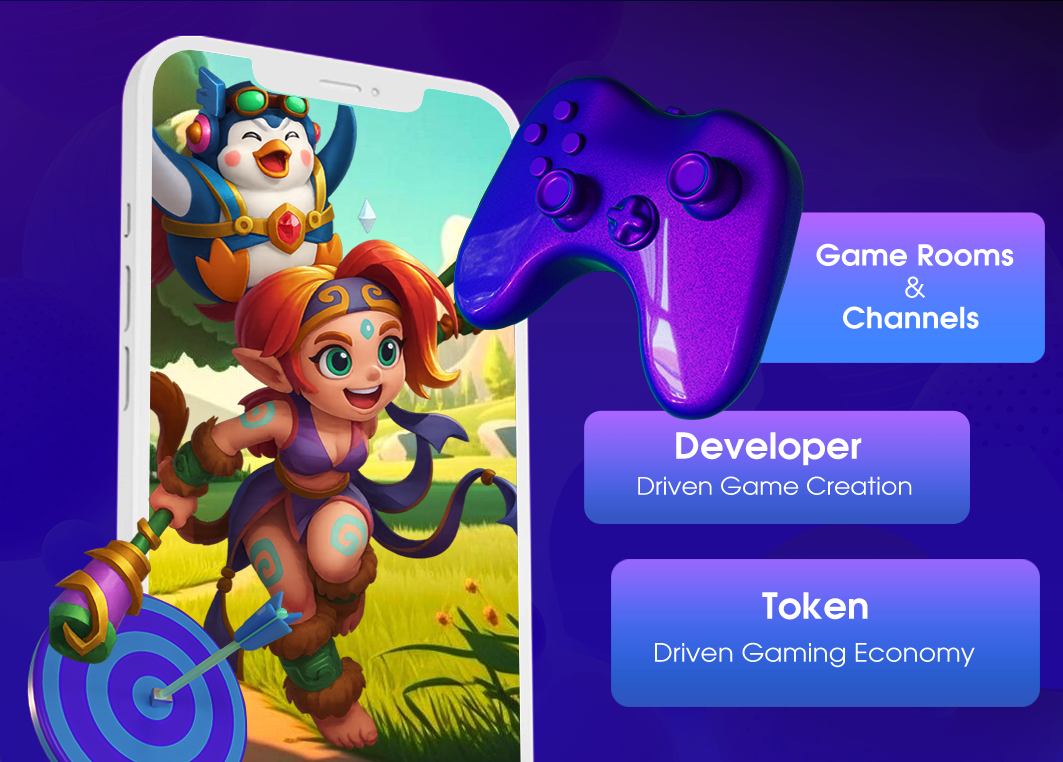 Game Rooms
&
Channels
Developer
Driven Game Creation
Token
Driven Gaming Economy